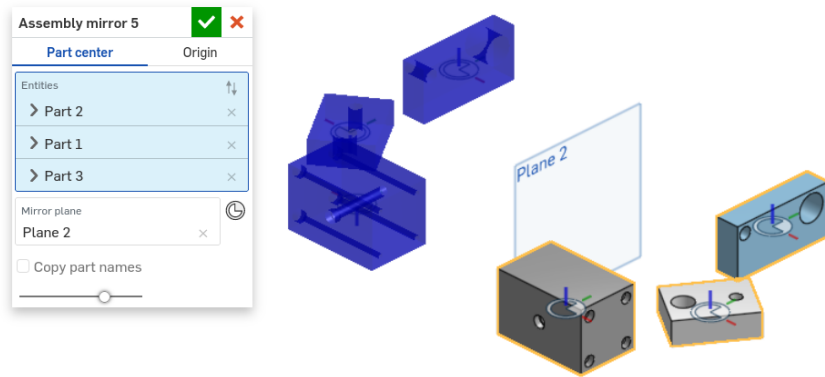 Assembly mirror 5
Part center
Origin
Entities
Part 2
Part 1
Part 3
Mirror plane
Plane 2
Copy part names
Plane 2